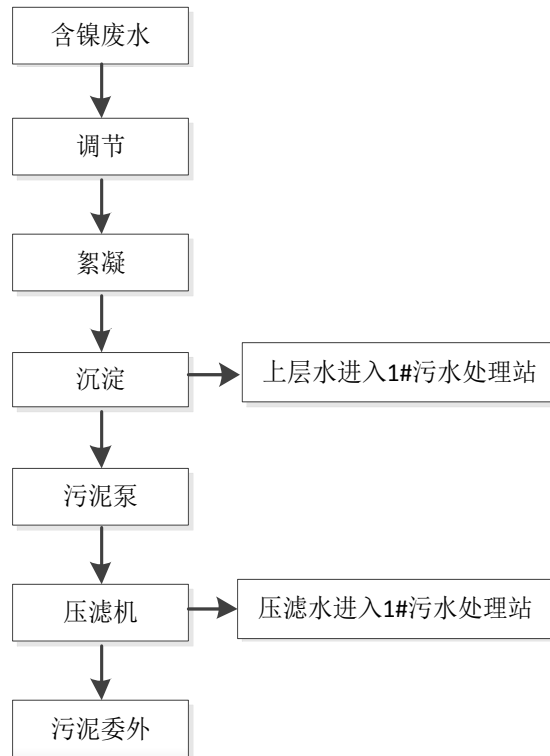 含镍废水
调节
絮凝
沉淀
上层水进入1#污水处理站
污泥泵
压滤机
压滤水进入1#污水处理站
污泥委外